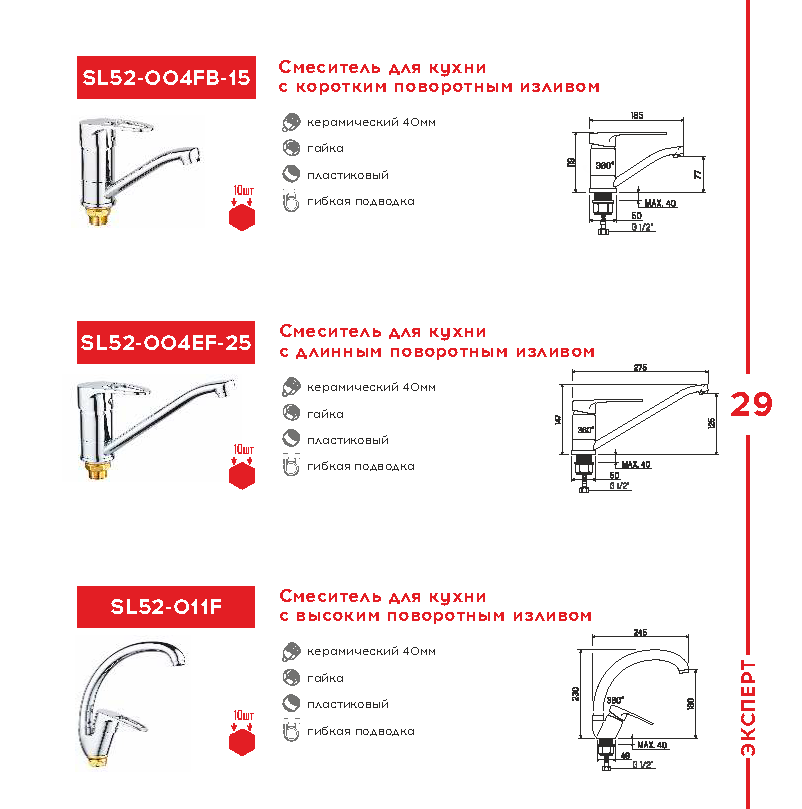 SL52-004FB-15
Смеситель для кухни
с коротким поворотным изливом
керамический 40мм
гайка
пластиковый
гибкая подводка
10шт
185
119
360°
77
MAX. 40
50
G 1/2"
SL52-004EF-25
Смеситель для кухни
с длинным поворотным изливом
керамический 40мм
гайка
пластиковый
гибкая подводка
10шт
275
147
360°
125
MAX. 40
50
G 1/2"
29
SL52-011F
Смеситель для кухни
с высоким поворотным изливом
керамический 40мм
гайка
пластиковый
гибкая подводка
10шт
245
230
360°
MAX. 40
G 1/2"
ЭКСПЕРТ